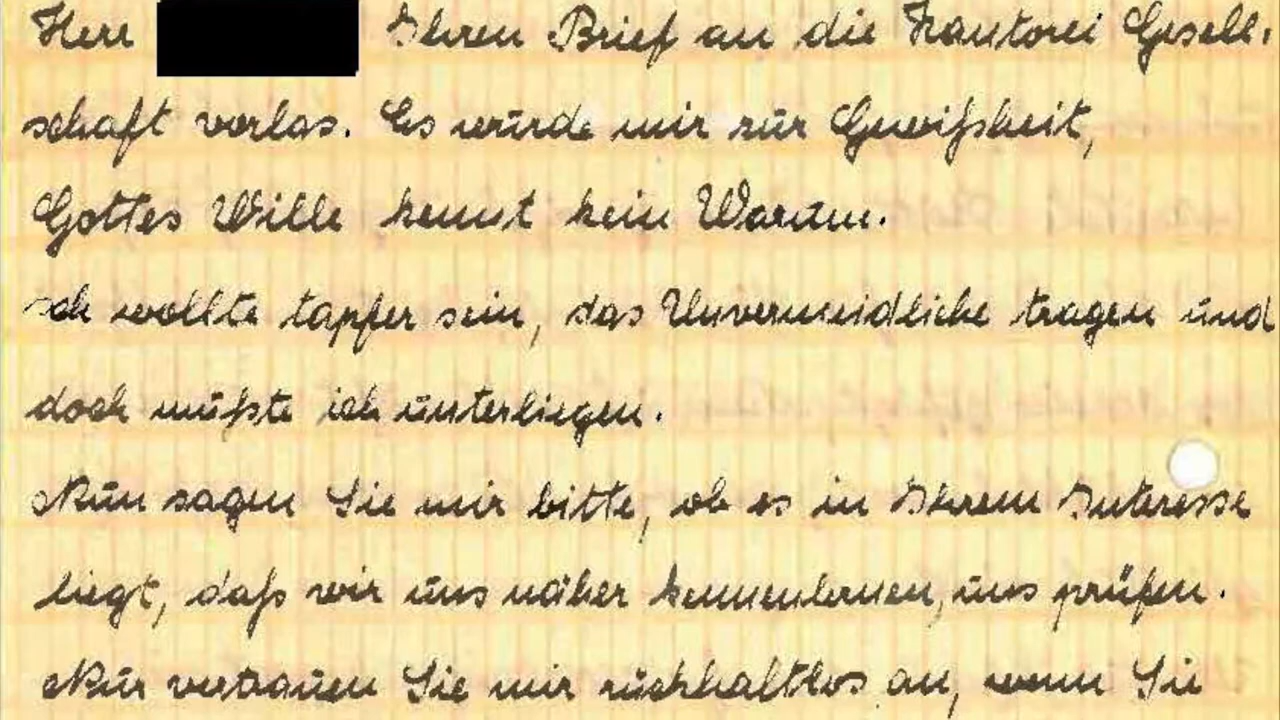 Herr Ihren Brief an die Kantorei Gesell-
schaft vorlas. Es wurde mir zur Gewißheit,
Gottes Wille kennt kein Warum.
Ich wollte tapfer sein, das Unvermeidliche tragen und
doch mußte ich unterliegen.
Nun sagen Sie mir bitte, ob es in Ihrem Interesse
liegt, daß wir uns näher kennenlernen, uns prüfen.
Nur vertrauen Sie mir rückhaltlos an, wenn Sie